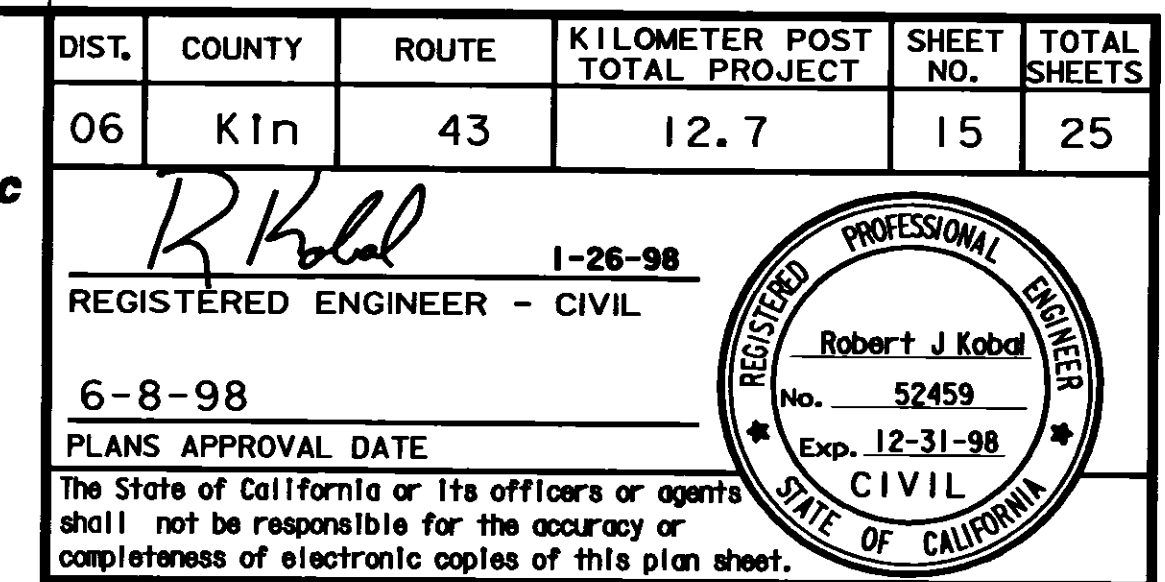 DIST. COUNTY ROUTE KILOMETER POST TOTAL PROJECT SHEET NO. TOTAL SHEETS
06 Kin 43 12.7 15 25
c
R Kobal 1-26-98
REGISTERED ENGINEER - CIVIL
6-8-98
PLANS APPROVAL DATE
The State of California or its officers or agents
shall not be responsible for the accuracy or
completeness of electronic copies of this plan sheet.
REGISTERED PROFESSIONAL ENGINEER
Robert J Kobal
No. 52459
Exp. 12-31-98
CIVIL
STATE OF CALIFORNIA